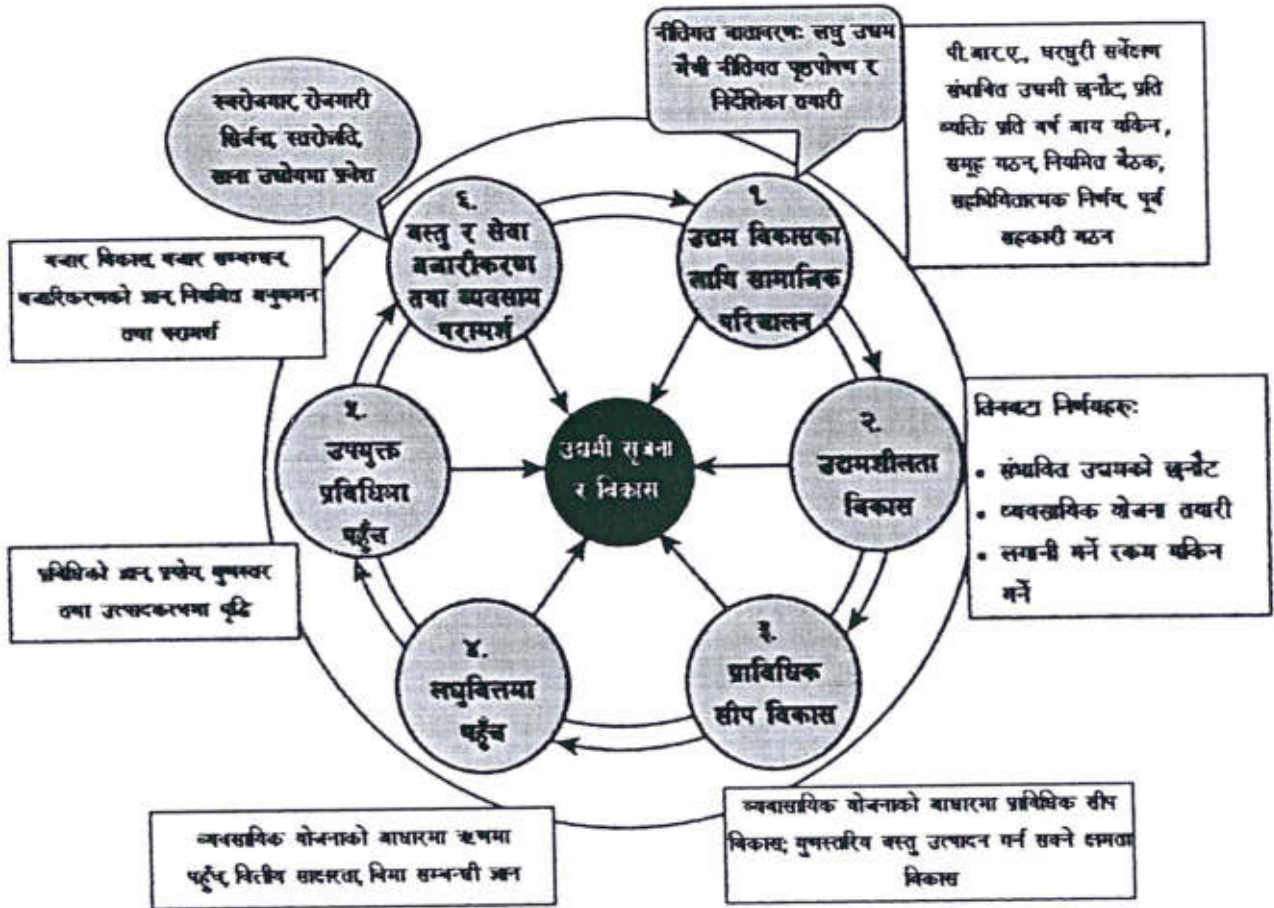 नीतिगत वातावरण: लघु उद्यम
मैत्री नीतिगत पृष्ठपोषण र
निर्देशिका तयारी
पी.आर.ए., घरघुरी सर्वेक्षण
संभावित उद्यमी छनौट, प्रति
व्यक्ति प्रति वर्ष आय यकिन,
समूह गठन, नियमित बैठक,
सहभागितात्मक निर्णय, पूर्व
सहकारी गठन
स्वरोजगार, रोजगारी
सिर्जना, स्तरोन्नति,
साना उद्योगमा प्रवेश
१.
उद्यम विकासका
लागि सामाजिक
परिचालन
६.
वस्तु र सेवा
बजारीकरण
तथा व्यवसाय
परामर्श
बजार विकास, बजार सम्बन्धन,
बजारिकरणको ज्ञान, नियमित अनुगमन
तथा परामर्श
२.
उद्यमशीलता
विकास
तिनवटा निर्णयहरू:
• संभावित उद्यमको छनौट
• व्यवसायिक योजना तयारी
• लगानी गर्ने रकम यकिन
गर्ने
उद्यमी सृजना
र विकास
५.
उपयुक्त
प्रविधिमा
पहुँच
प्रविधिको ज्ञान, प्रयोग, गुणस्तर
तथा उत्पादकत्वमा वृद्धि
४.
लघुवित्तमा
पहुँच
३.
प्राविधिक
सीप विकास
व्यवसायिक योजनाको आधारमा ऋणमा
पहुँच, वित्तीय साक्षरता, बिमा सम्बन्धी ज्ञान
व्यवासायिक योजनाको आधारमा प्राविधिक सीप
विकास; गुणस्तरिय वस्तु उत्पादन गर्न सक्ने क्षमता
विकास